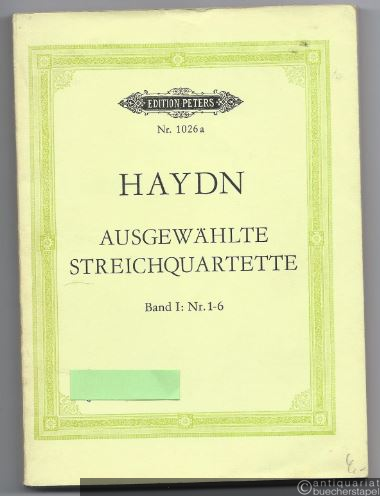 EDITION PETERS
Nr. 1026a
HAYDN
AUSGEWÄHLTE
STREICHQUARTETTE
Band I: Nr. 1-6
antiquariat
buecherstapel